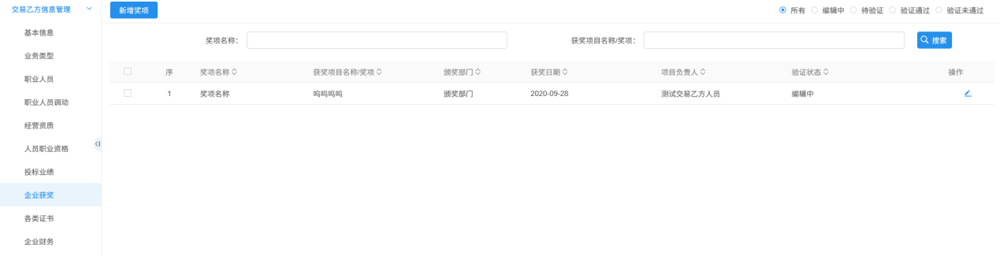 交易乙方信息管理
基本信息
业务类型
职业人员
职业人员调动
经营资质
人员职业资格
投标业绩
企业获奖
各类证书
企业财务
新增奖项
所有 编辑中 待验证 验证通过 验证未通过
奖项名称: 获奖项目名称/奖项: 搜索
序 奖项名称 获奖项目名称/奖项 颁奖部门 获奖日期 项目负责人 验证状态 操作
1 奖项名称 呜呜呜呜 颁奖部门 2020-09-28 测试交易乙方人员 编辑中